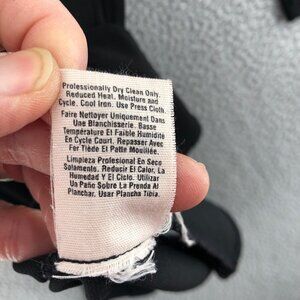 Professionally Dry Clean Only.
Reduced Heat, Moisture and
Cycle. Cool Iron. Use Press Cloth.
Faire Nettoyer Uniquement Dans
Une Blanchisserie. Basse
Température Et Faible Humidite
En Cycle Court. Repasser Avec
Fer Tiède Et Patte Mouillée.
Limpieza Profesional En Seco
Solamente. Reducir El Calor, La
Humedad Y El Ciclo. Utilizar
Un Paño Sobre La Prenda Al
Planchar. Usar Plancha Tibia.